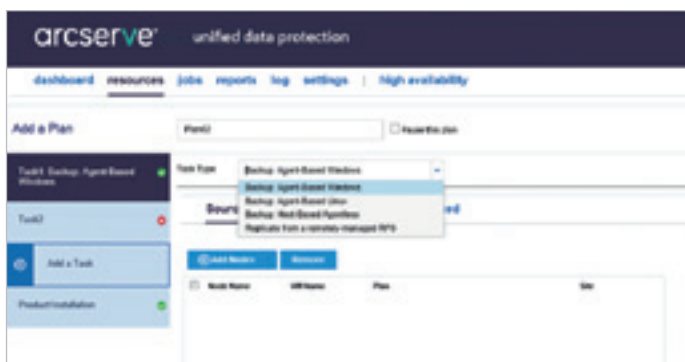 arcserve®
unified data protection
dashboard resources jobs reports log settings | high availability
Add a Plan
Pause this plan
Task1: Backup: Agent-Based Windows
Task Type
Backup: Agent-Based Windows
Backup: Agent-Based Windows
Backup: Agent-Based Linux
Backup: Host-Based Agentless
Replicate from a remotely-managed RPS
Task2
Add a Task
Add Nodes
Remove
Node Name
VM Name
Plan
Site
Product Installation